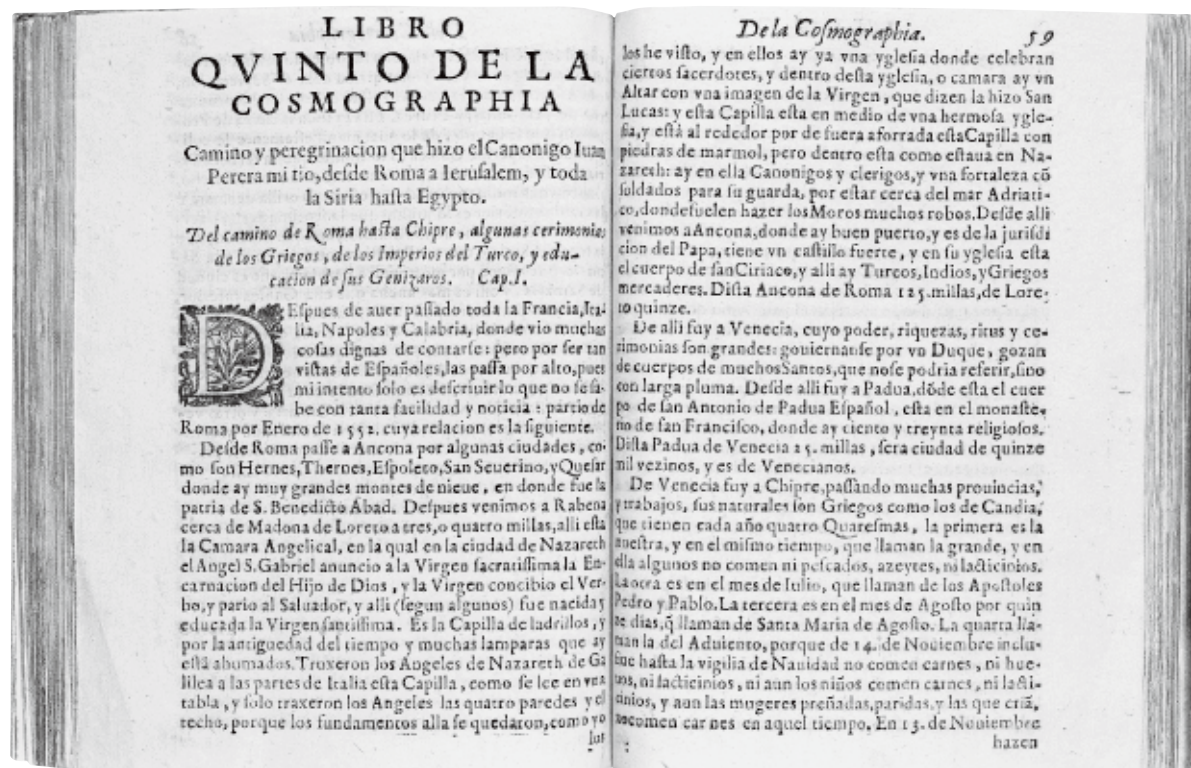 LIBRO
QVINTO DE LA
COSMOGRAPHIA
Camino y peregrinacion que hizo el Canonigo Iuan
Perera mi tio, desde Roma a Ierusalem, y toda
la Siria hasta Egypto.
Del camino de Roma hasta Chipre, algunas cerimonias
de los Griegos, de los Imperios del Turco, y edu-
cacion de sus Genizaros. Cap. I.
DEspues de auer passado toda la Francia, Ita-
lia, Napoles y Calabria, donde vio muchas
cosas dignas de contarse: pero por ser tan
vistas de Españoles, las passa por alto, pues
mi intento solo es descriuir lo que no se sa-
be con tanta facilidad y noticia: partio de
Roma por Enero de 1552. cuya relacion es la siguiente.
Desde Roma passe a Ancona por algunas ciudades, co-
mo son Hernes, Thernes, Espoleto, San Seuerino, y Quesar
donde ay muy grandes montes de nieue, en donde fue la
patria de S. Benedicto Abad. Despues venimos a Rabena
cerca de Madona de Loreto a tres, o quatro millas, alli esta
la Camara Angelical, en la qual en la ciudad de Nazareth
el Angel S. Gabriel anuncio a la Virgen sacratissima la En-
carnacion del Hijo de Dios, y la Virgen concibio el Ver-
bo, y pario al Saluador, y alli (segun algunos) fue nacida y
educada la Virgen santissima. Es la Capilla de ladrillos, y
por la antiguedad del tiempo y muchas lamparas que ay
está ahumados. Truxeron los Angeles de Nazareth de Ga
lilea a las partes de Italia esta Capilla, como se lee en vna
tabla, y solo traxeron los Angeles las quatro paredes y el
techo, porque los fundamentos alla se quedaron, como yo
los
De la Cosmographia. 59
los he visto, y en ellos ay ya vna yglesia donde celebran
ciertos sacerdotes, y dentro desta yglesia, o camara ay vn
Altar con vna imagen de la Virgen, que dizen la hizo San
Lucas: y esta Capilla esta en medio de vna hermosa ygle-
sia, y está al rededor por de fuera aforrada esta Capilla con
piedras de marmol, pero dentro esta como estaua en Na-
zareth: ay en ella Canonigos y clerigos, y vna fortaleza cõ
soldados para su guarda, por estar cerca del mar Adriati-
co, donde suelen hazer los Moros muchos robos. Desde alli
venimos a Ancona, donde ay buen puerto, y es de la jurisdi
cion del Papa, tiene vn castillo fuerte, y en su yglesia esta
el cuerpo de san Ciriaco, y alli ay Turcos, Indios, y Griegos
mercaderes. Dista Ancona de Roma 125. millas, de Lore-
to quinze.
De alli fuy a Venecia, cuyo poder, riquezas, ritus y ce-
rimonias son grandes: gouiernanse por vn Duque, gozan
de cuerpos de muchos Santos, que no se podria referir, sino
con larga pluma. Desde alli fuy a Padua, dõde esta el cuer
po de san Antonio de Padua Español, esta en el monaste-
rio de san Francisco, donde ay ciento y treynta religiosos.
Dista Padua de Venecia 25. millas, sera ciudad de quinze
mil vezinos, y es de Venecianos.
De Venecia fuy a Chipre, passando muchas prouincias,
y trabajos, sus naturales son Griegos como los de Candia,
que tienen cada año quatro Quaresmas, la primera es la
nuestra, y en el mismo tiempo, que llaman la grande, y en
ella algunos no comen ni pescados, azeytes, ni lacticinios.
La otra es en el mes de Iulio, que llaman de los Apostoles
Pedro y Pablo. La tercera es en el mes de Agosto por quin
ze dias, q̃ llaman de Santa Maria de Agosto. La quarta lla-
man la del Aduiento, porque de 14. de Nouiembre inclu-
siue hasta la vigilia de Nauidad no comen carnes, ni hue-
uos, ni lacticinios, ni aun los niños comen carnes, ni lacti-
cinios, y aun las mugeres preñadas, paridas, y las que criã,
no comen carnes en aquel tiempo. En 13. de Nouiembre
hazen